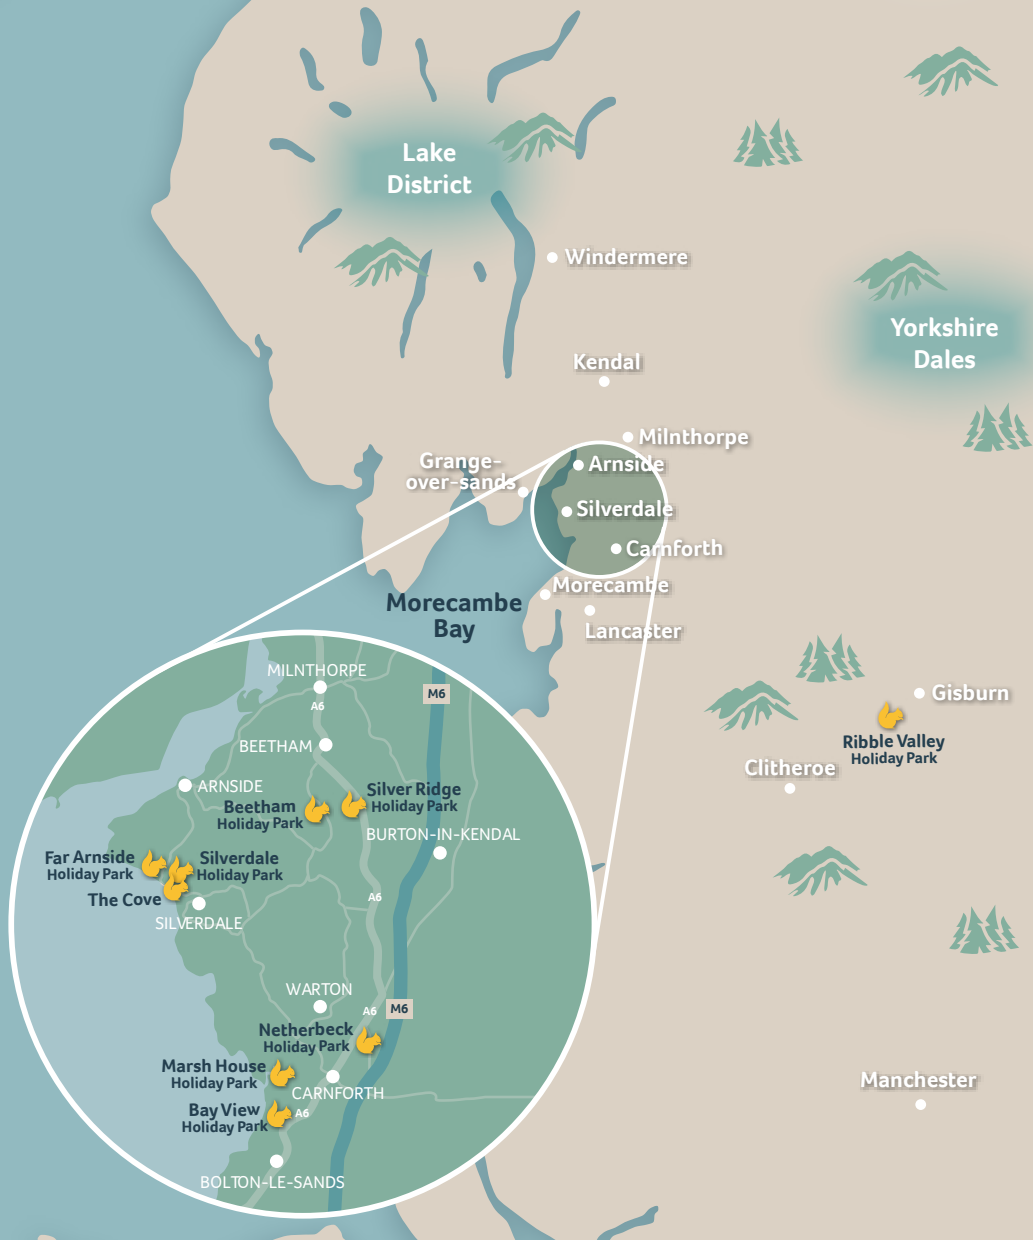 Lake
District
Windermere
Yorkshire
Dales
Kendal
Milnthorpe
Grange-
over-sands
Arnside
Silverdale
Carnforth
Morecambe
Morecambe
Bay
Lancaster
Gisburn
Ribble Valley
Holiday Park
Clitheroe
Manchester
MILNTHORPE
M6
A6
BEETHAM
ARNSIDE
Silver Ridge
Holiday Park
Beetham
Holiday Park
BURTON-IN-KENDAL
Far Arnside
Holiday Park
Silverdale
Holiday Park
The Cove
A6
SILVERDALE
WARTON
A6
M6
Netherbeck
Holiday Park
Marsh House
Holiday Park
CARNFORTH
Bay View
Holiday Park
A6
BOLTON-LE-SANDS